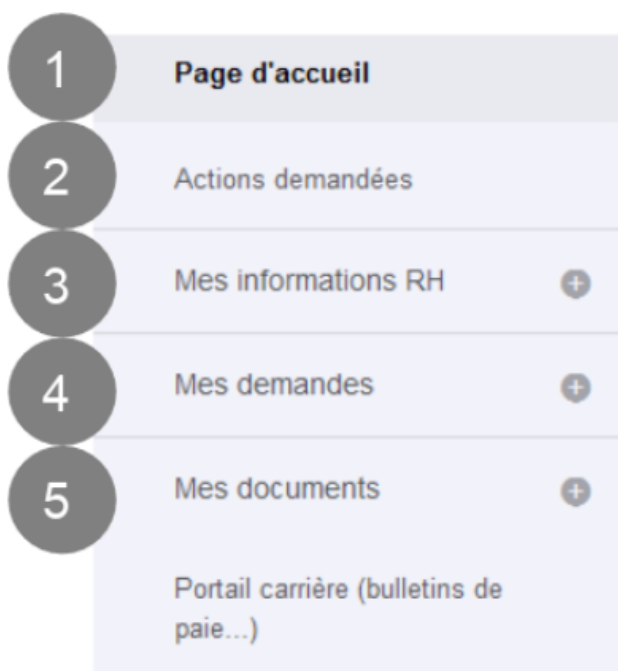 1 Page d'accueil
2 Actions demandées
3 Mes informations RH
4 Mes demandes
5 Mes documents
Portail carrière (bulletins de
paie...)